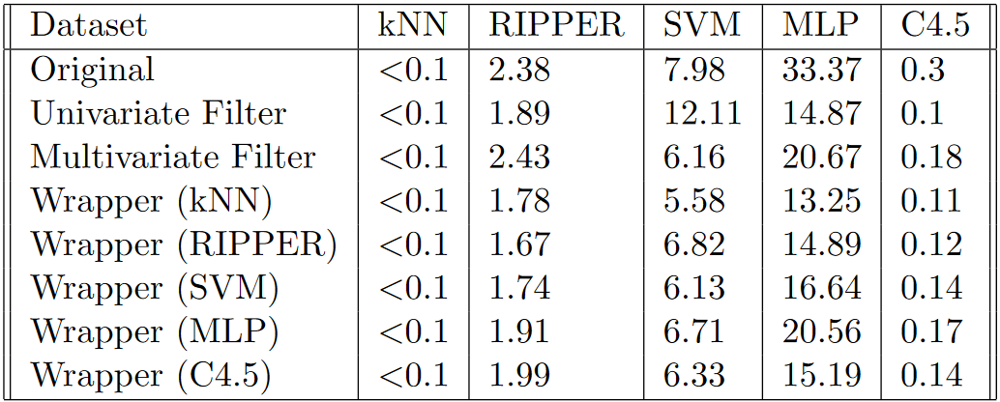 Dataset kNN RIPPER SVM MLP C4.5
Original <0.1 2.38 7.98 33.37 0.3
Univariate Filter <0.1 1.89 12.11 14.87 0.1
Multivariate Filter <0.1 2.43 6.16 20.67 0.18
Wrapper (kNN) <0.1 1.78 5.58 13.25 0.11
Wrapper (RIPPER) <0.1 1.67 6.82 14.89 0.12
Wrapper (SVM) <0.1 1.74 6.13 16.64 0.14
Wrapper (MLP) <0.1 1.91 6.71 20.56 0.17
Wrapper (C4.5) <0.1 1.99 6.33 15.19 0.14